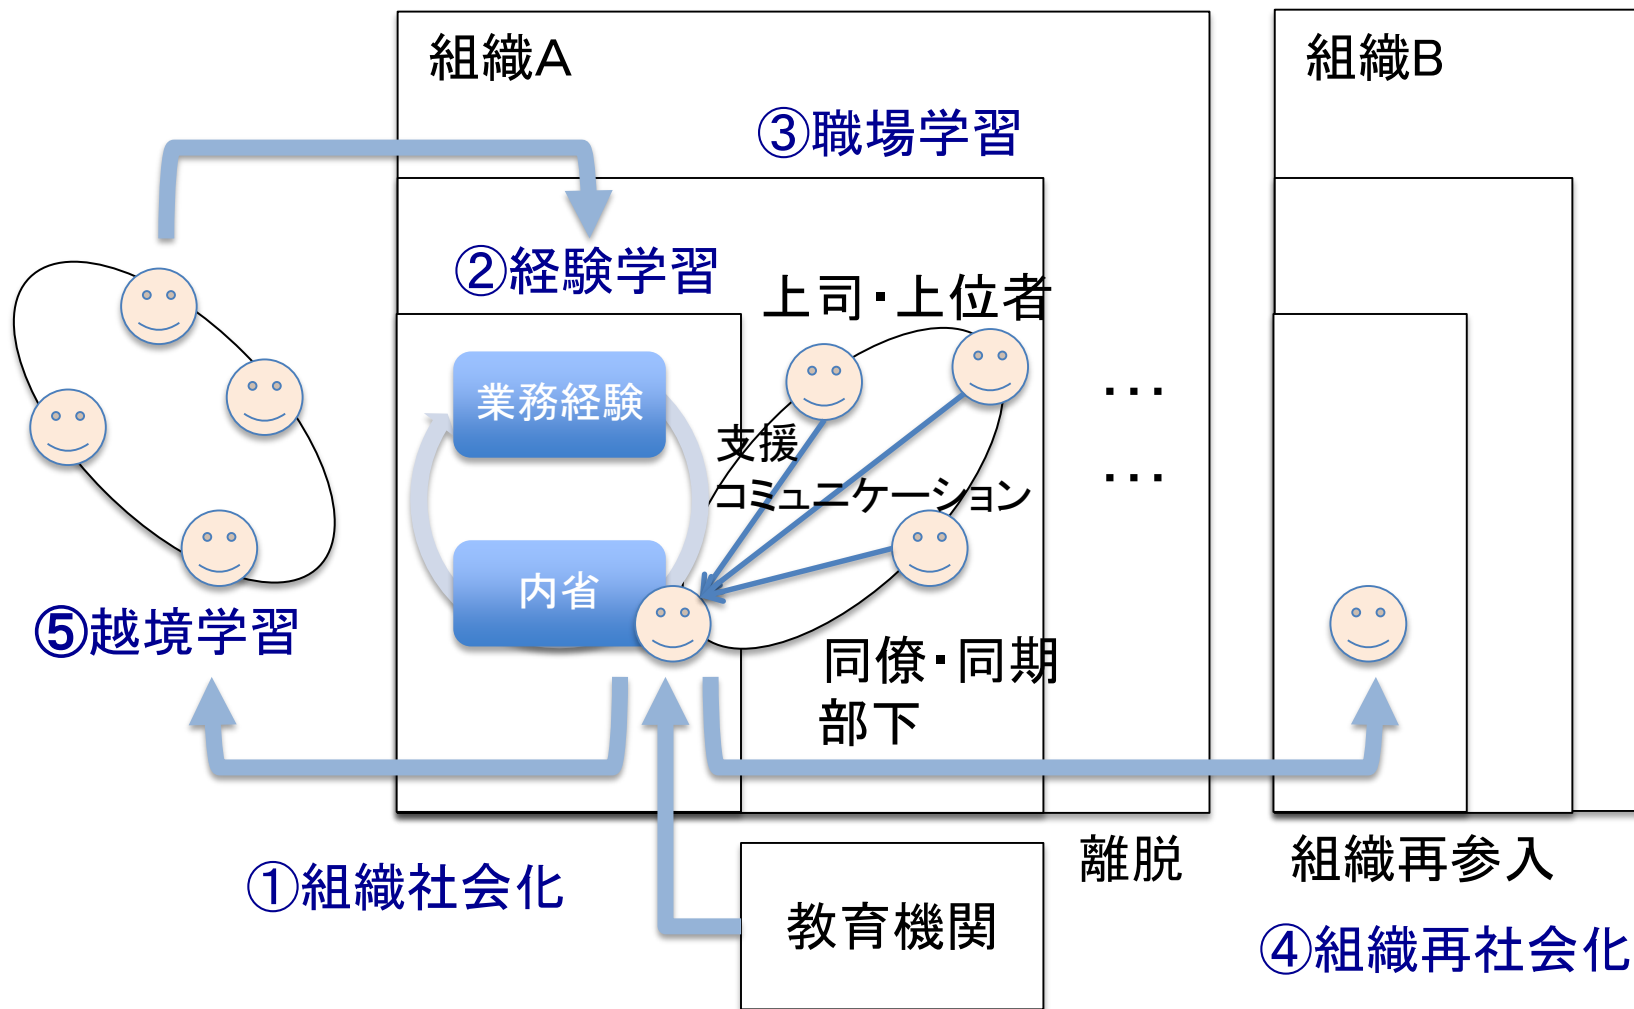 組織A
組織B
③職場学習
②経験学習
上司・上位者
業務経験
支援
コミュニケーション
・・・
・・・
内省
⑤越境学習
同僚・同期
部下
離脱
組織再参入
①組織社会化
教育機関
④組織再社会化